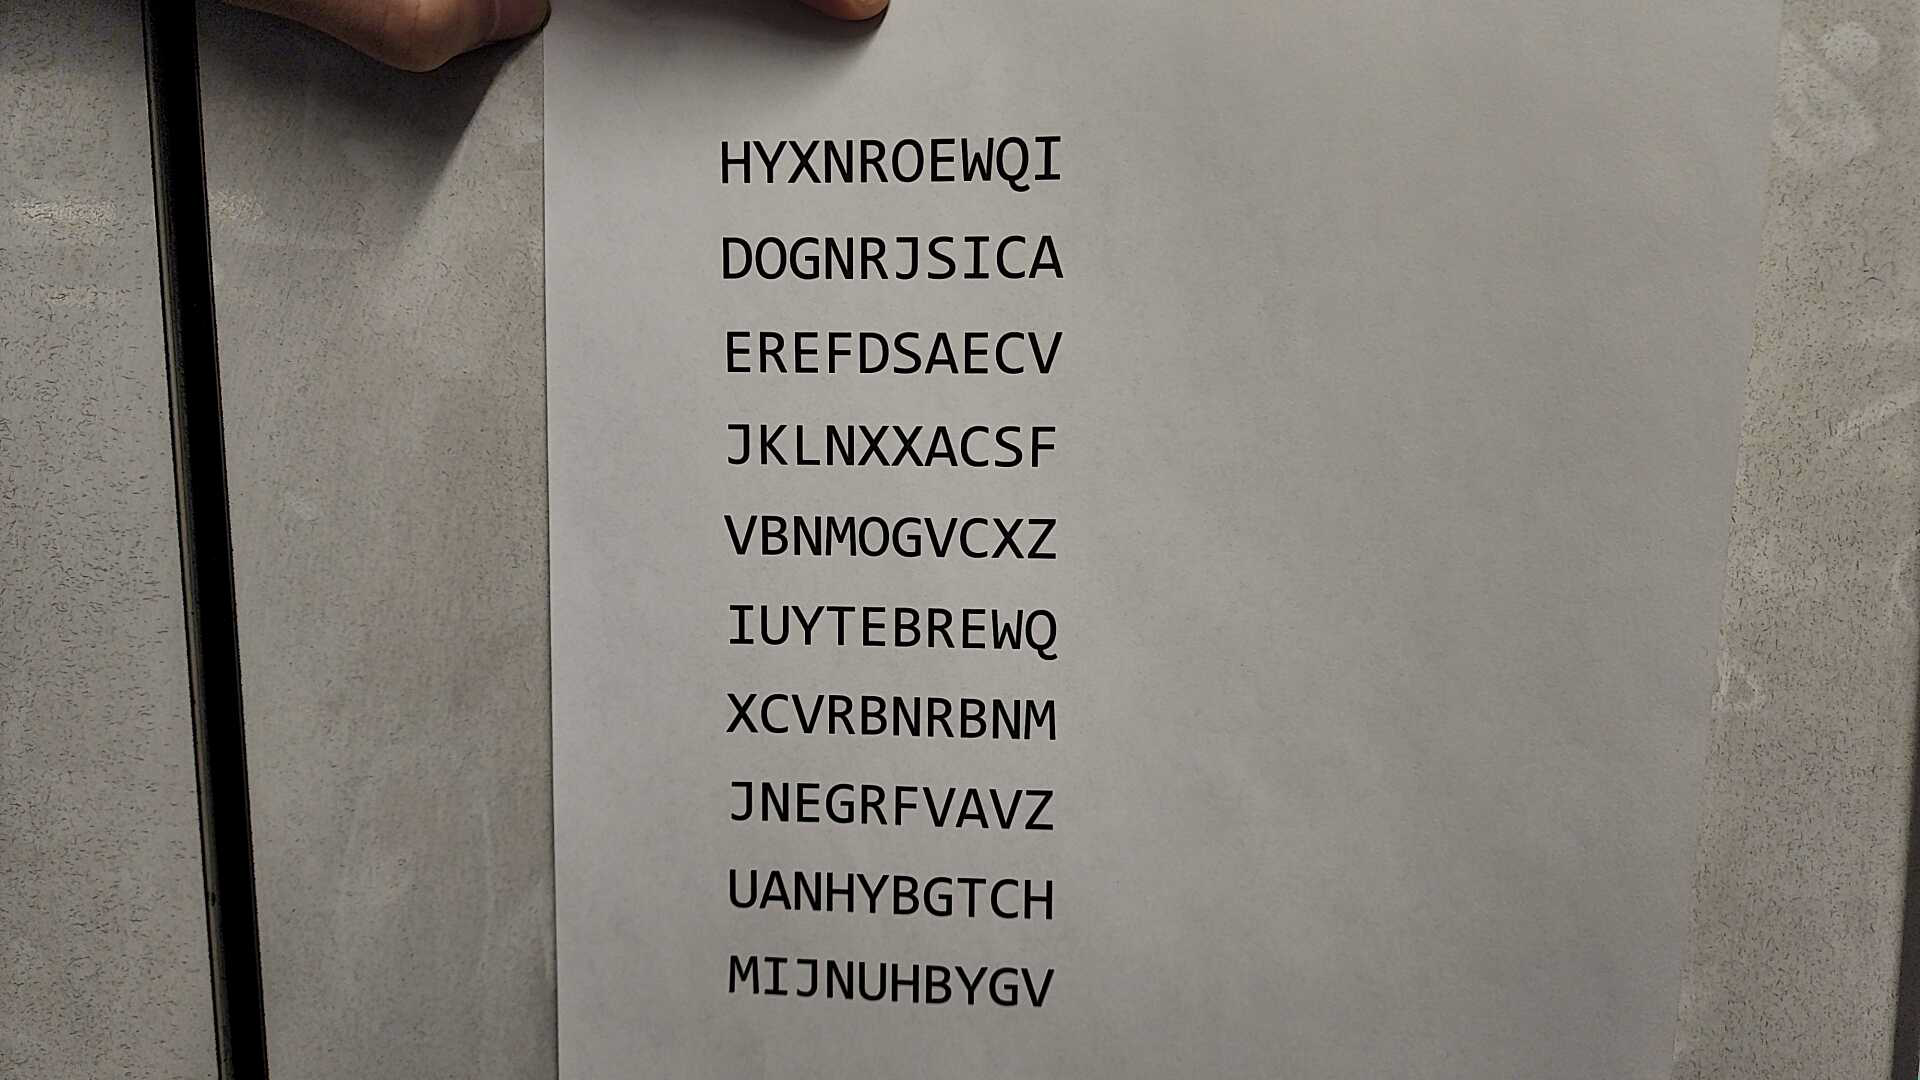 HYXNROEWQI
DOGNRJSICA
EREFDSAECV
JKLNXXACSF
VBNMOGVCXZ
IUYTEBREWQ
XCVRBNRBNM
JNEGRFVAVZ
UANHYBGTCH
MIJNUHBYGV